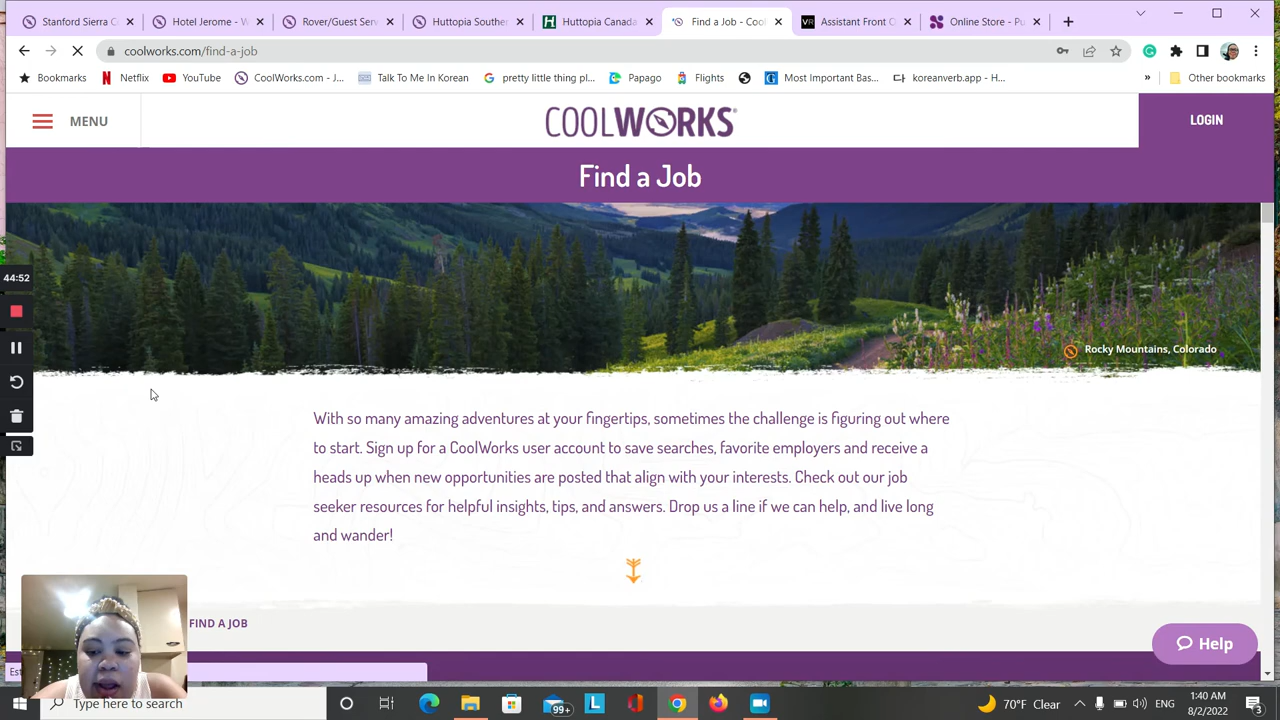 Stanford Sierra C
Hotel Jerome - W
Rover/Guest Serv
Huttopia Souther
Huttopia Canada
Find a Job - Cool
Assistant Front O
Online Store - Pu
coolworks.com/find-a-job
Bookmarks
Netflix
YouTube
CoolWorks.com - J...
Talk To Me In Korean
pretty little thing pl...
Papago
Flights
Most Important Bas...
koreanverb.app - H...
»
Other bookmarks
MENU
COOLWORKS
LOGIN
Find a Job
44:52
Rocky Mountains, Colorado
With so many amazing adventures at your fingertips, sometimes the challenge is figuring out where
to start. Sign up for a CoolWorks user account to save searches, favorite employers and receive a
heads up when new opportunities are posted that align with your interests. Check out our job
seeker resources for helpful insights, tips, and answers. Drop us a line if we can help, and live long
and wander!
FIND A JOB
Help
Est
Type here to search
99+
70°F Clear
ENG
1:40 AM
8/2/2022
3